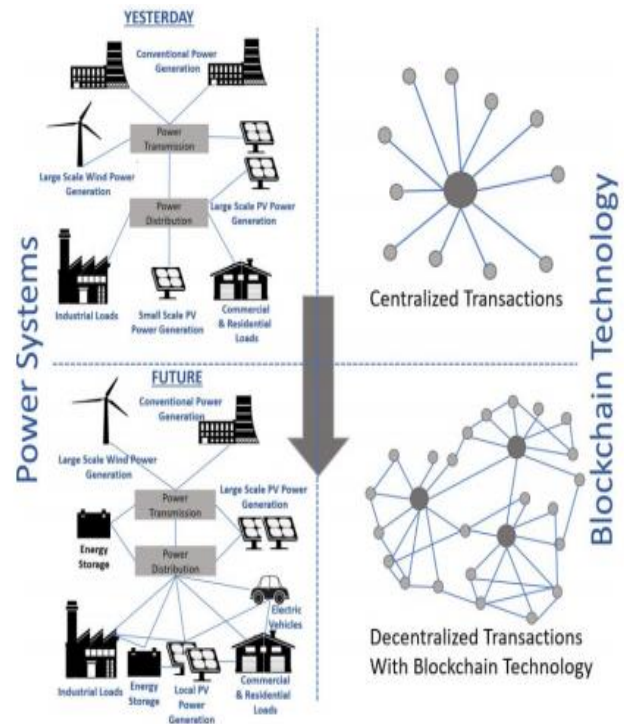 YESTERDAY
Conventional Power
Generation
Power
Transmission
Large Scale Wind Power
Generation
Large Scale PV Power
Generation
Power
Distribution
Industrial Loads
Small Scale PV
Power Generation
Commercial
& Residential
Loads
Centralized Transactions
Power Systems
Blockchain Technology
FUTURE
Conventional Power
Generation
Large Scale Wind Power
Generation
Power
Transmission
Large Scale PV Power
Generation
Energy
Storage
Power
Distribution
Electric
Vehicles
Industrial Loads
Energy
Storage
Local PV
Power
Generation
Commercial
& Residential
Loads
Decentralized Transactions
With Blockchain Technology